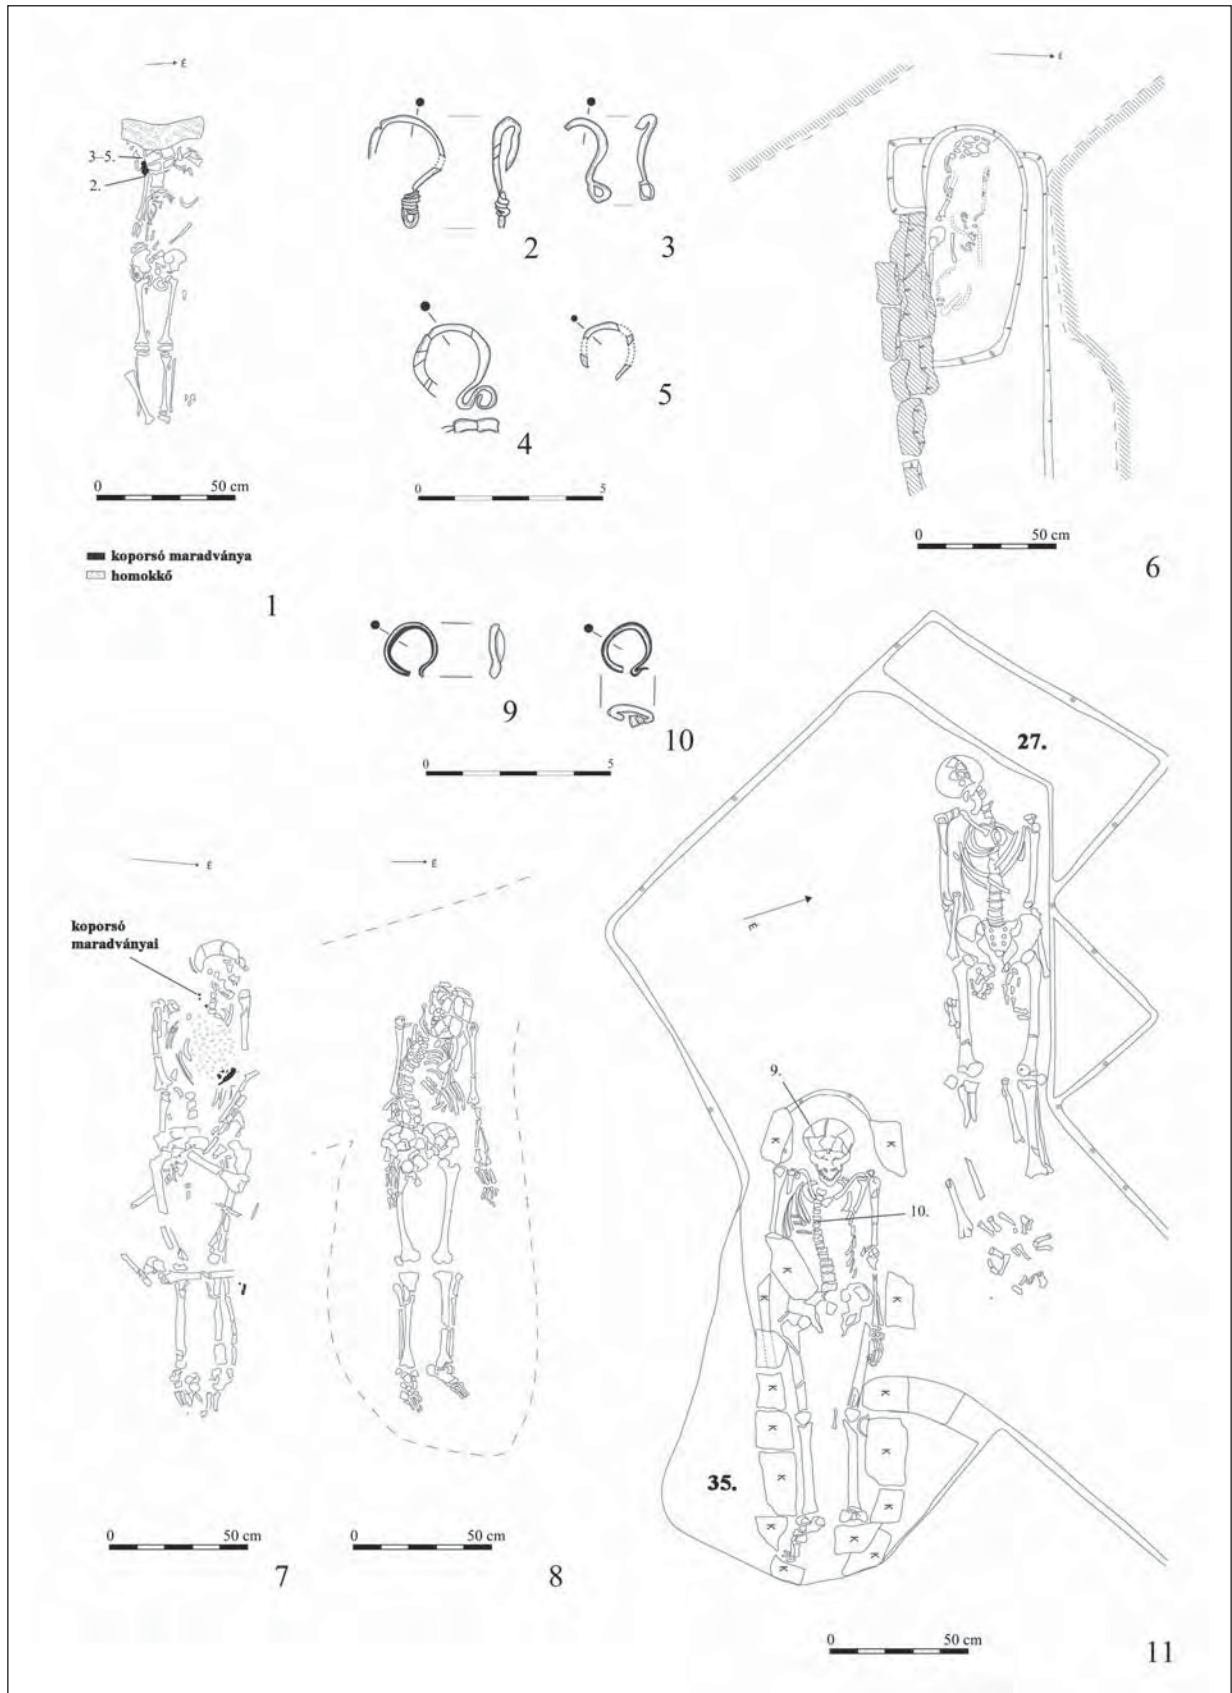 É
3–5.
2.
0 50 cm
koporsó maradványa
homokkő
1
2
3
4
5
0 5
É
0 50 cm
6
9
10
0 5
É
koporsó
maradványai
0 50 cm
7
É
?
0 50 cm
8
27.
É
9.
K
K
10.
K
K
K
K
K
K
K
K
35.
K
K
K
K
K
0 50 cm
11